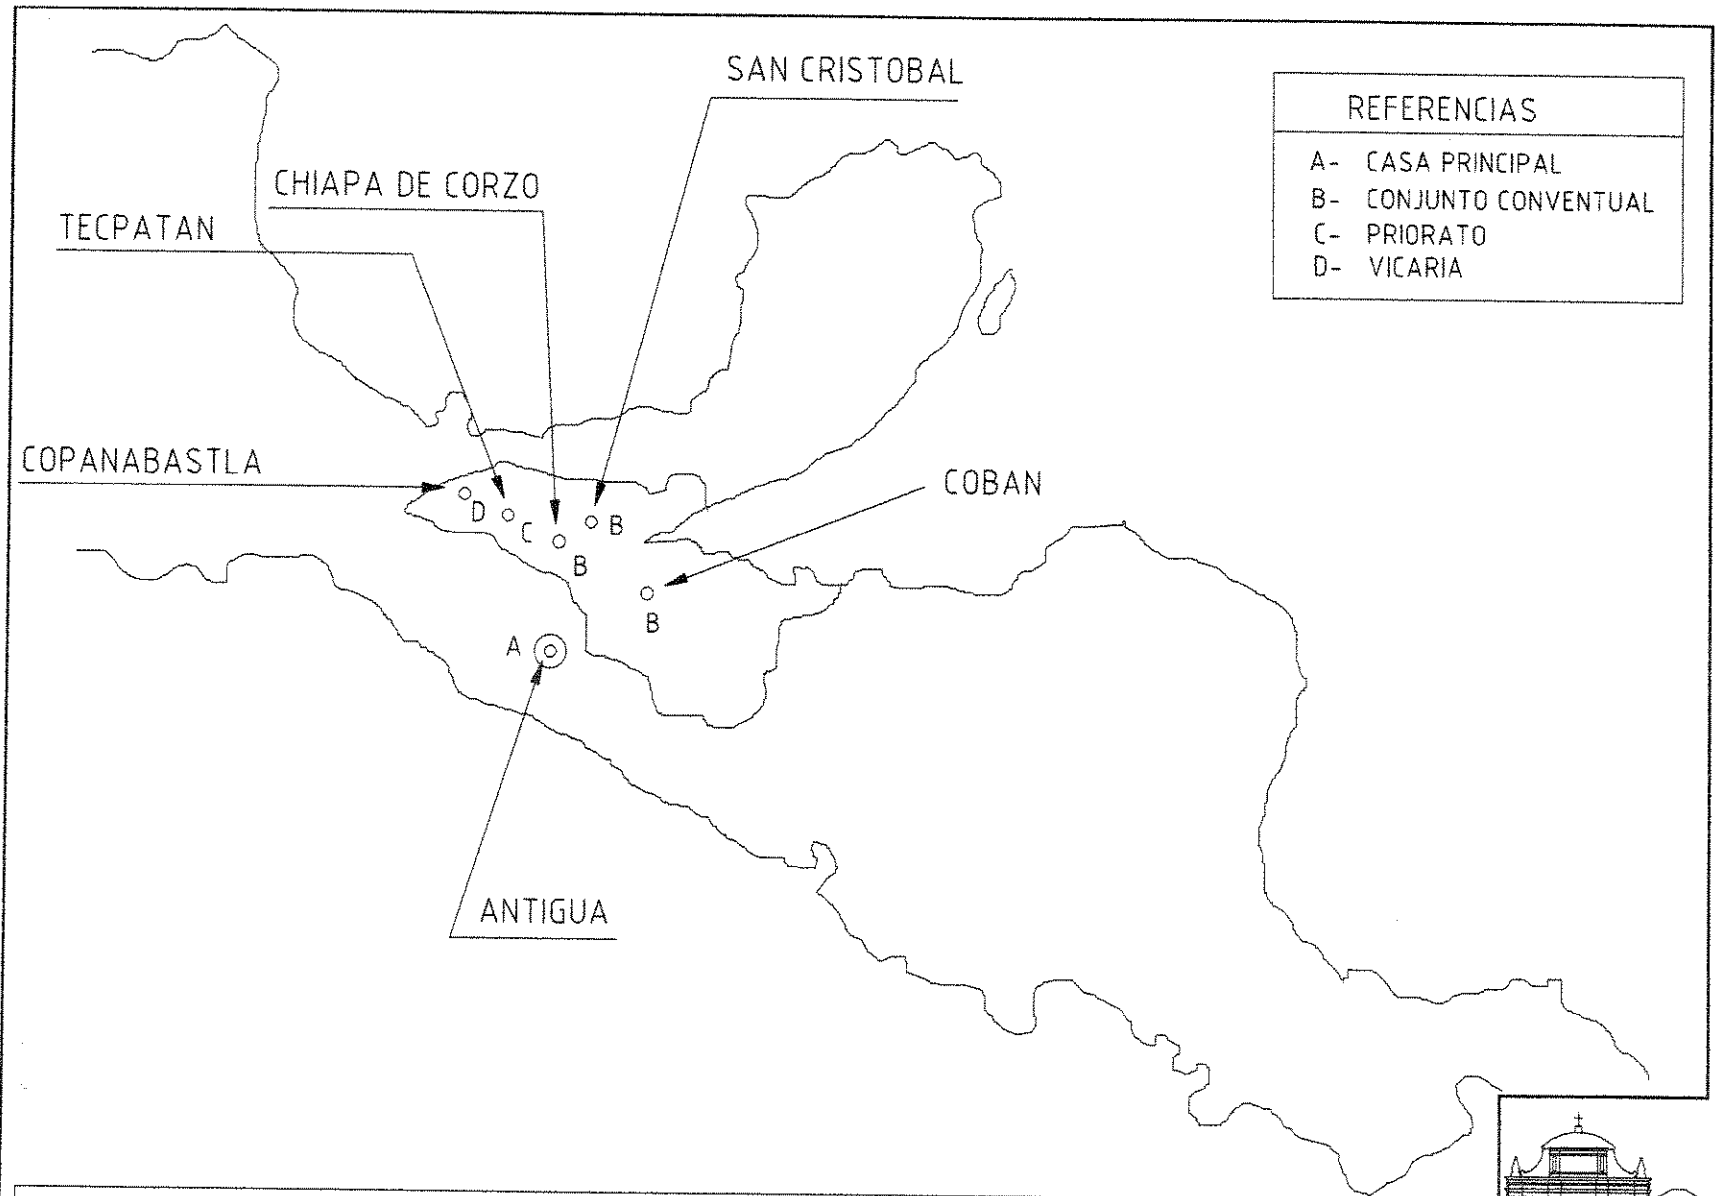 SAN CRISTOBAL
CHIAPA DE CORZO
TECPATAN
COPANABASTLA
COBAN
ANTIGUA
D
C
B
B
B
A
REFERENCIAS
A- CASA PRINCIPAL
B- CONJUNTO CONVENTUAL
C- PRIORATO
D- VICARIA